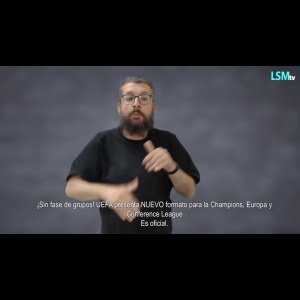 LSMtv
¡Sin fase de grupos! UEFA presenta NUEVO formato para la Champions, Europa y
Conference League
Es oficial.